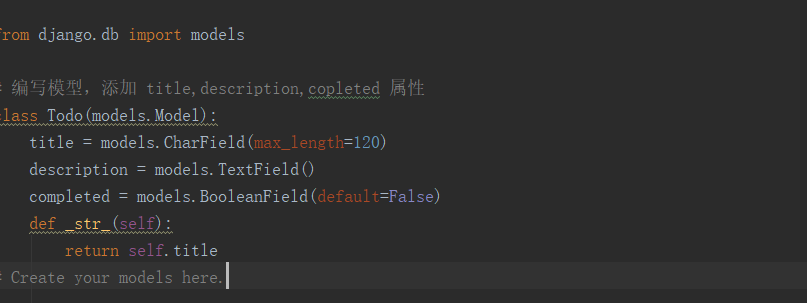 from django.db import models
# 编写模型，添加 title,description,copleted 属性
class Todo(models.Model):
title = models.CharField(max_length=120)
description = models.TextField()
completed = models.BooleanField(default=False)
def _str_(self):
return self.title
# Create your models here.